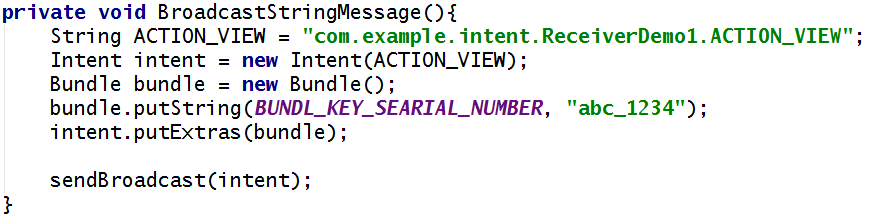 private void BroadcastStringMessage(){
    String ACTION_VIEW = "com.example.intent.ReceiverDemo1.ACTION_VIEW";
    Intent intent = new Intent(ACTION_VIEW);
    Bundle bundle = new Bundle();
    bundle.putString(BUNDL_KEY_SEARIAL_NUMBER, "abc_1234");
    intent.putExtras(bundle);

    sendBroadcast(intent);
}